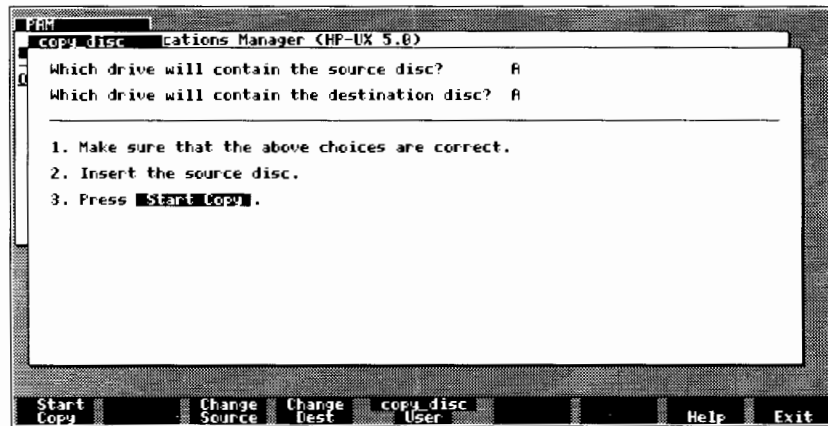 PAM
copy_disc cations Manager (HP-UX 5.0)
Which drive will contain the source disc? A
Which drive will contain the destination disc? A
1. Make sure that the above choices are correct.
2. Insert the source disc.
3. Press Start Copy.
Start Copy
Change Source
Change Dest
copy_disc User
Help
Exit